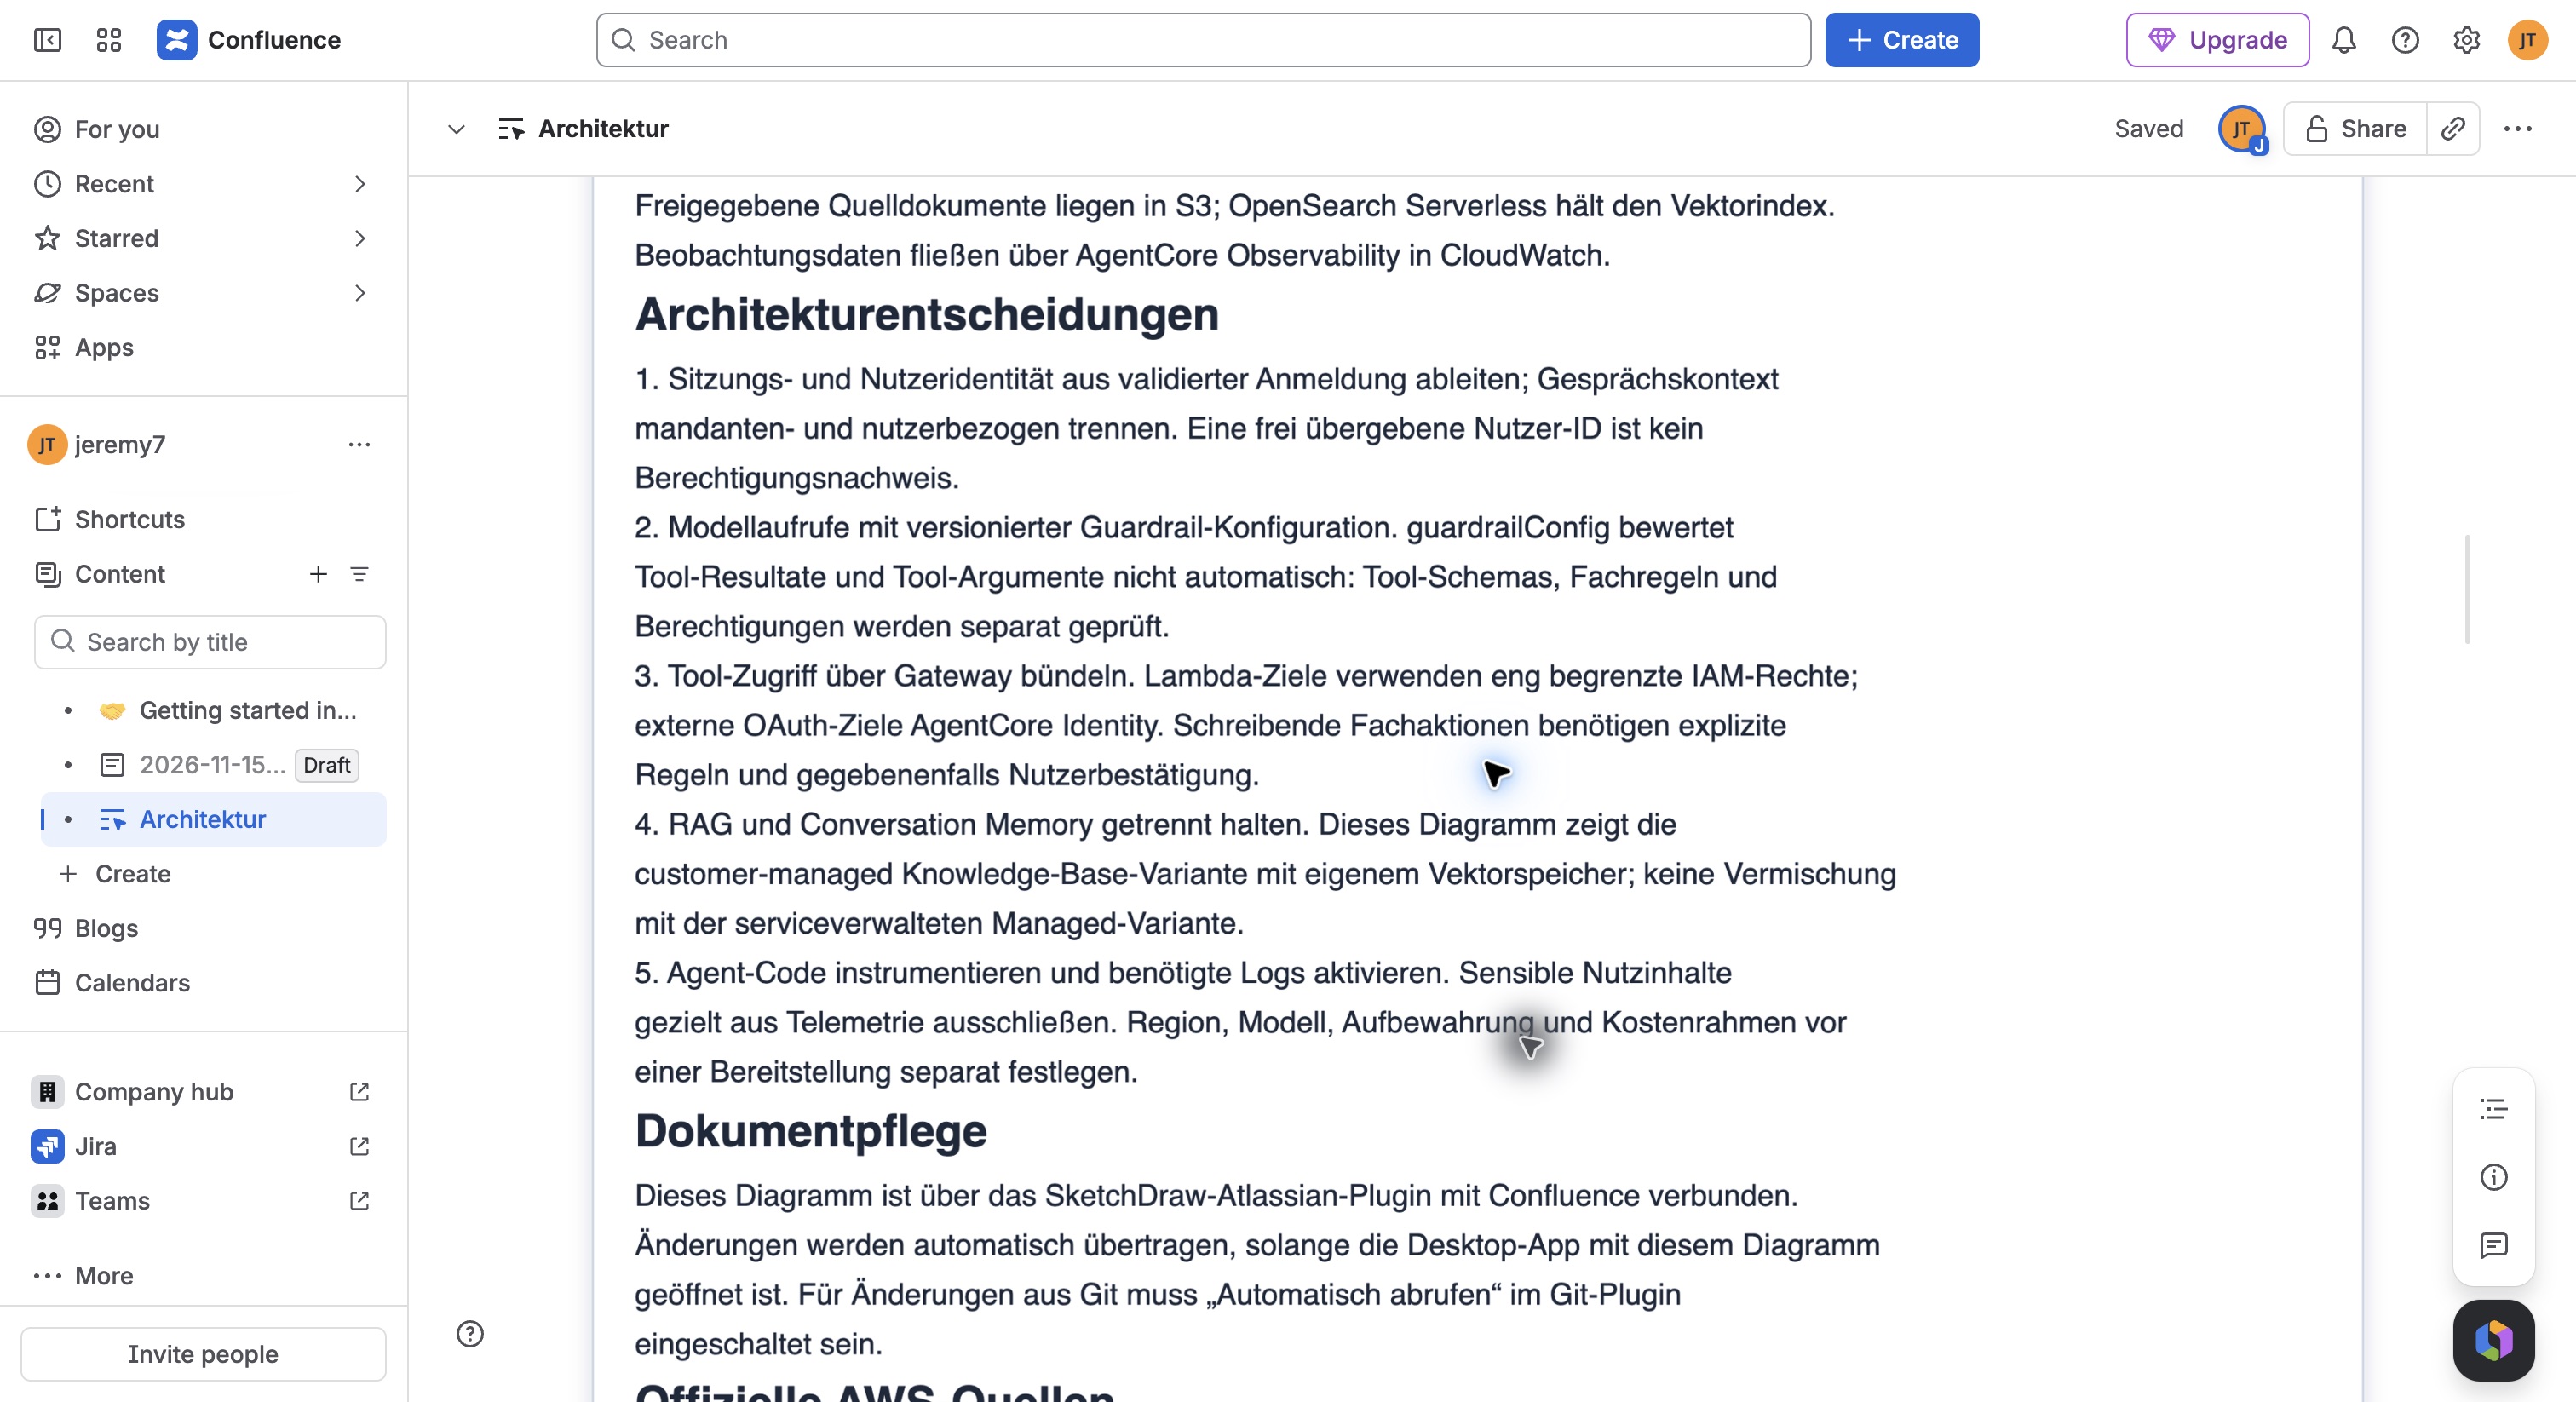 Confluence
Search
Create
Upgrade
JT
For you
Recent
Starred
Spaces
Apps
JT jeremy7
Shortcuts
Content
Search by title
Getting started in...
2026-11-15... Draft
Architektur
Create
Blogs
Calendars
Company hub
Jira
Teams
More
Invite people
Architektur
Saved
JT
J
Share
Freigegebene Quelldokumente liegen in S3; OpenSearch Serverless hält den Vektorindex.
Beobachtungsdaten fließen über AgentCore Observability in CloudWatch.
Architekturentscheidungen
1. Sitzungs- und Nutzeridentität aus validierter Anmeldung ableiten; Gesprächskontext
mandanten- und nutzerbezogen trennen. Eine frei übergebene Nutzer-ID ist kein
Berechtigungsnachweis.
2. Modellaufrufe mit versionierter Guardrail-Konfiguration. guardrailConfig bewertet
Tool-Resultate und Tool-Argumente nicht automatisch: Tool-Schemas, Fachregeln und
Berechtigungen werden separat geprüft.
3. Tool-Zugriff über Gateway bündeln. Lambda-Ziele verwenden eng begrenzte IAM-Rechte;
externe OAuth-Ziele AgentCore Identity. Schreibende Fachaktionen benötigen explizite
Regeln und gegebenenfalls Nutzerbestätigung.
4. RAG und Conversation Memory getrennt halten. Dieses Diagramm zeigt die
customer-managed Knowledge-Base-Variante mit eigenem Vektorspeicher; keine Vermischung
mit der serviceverwalteten Managed-Variante.
5. Agent-Code instrumentieren und benötigte Logs aktivieren. Sensible Nutzinhalte
gezielt aus Telemetrie ausschließen. Region, Modell, Aufbewahrung und Kostenrahmen vor
einer Bereitstellung separat festlegen.
Dokumentpflege
Dieses Diagramm ist über das SketchDraw-Atlassian-Plugin mit Confluence verbunden.
Änderungen werden automatisch übertragen, solange die Desktop-App mit diesem Diagramm
geöffnet ist. Für Änderungen aus Git muss „Automatisch abrufen“ im Git-Plugin
eingeschaltet sein.
Offizielle AWS-Quellen